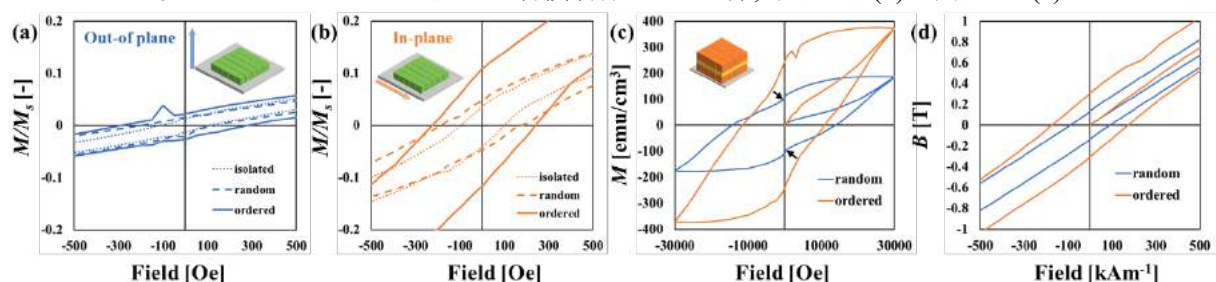 (a)
Out-of plane
M/Ms [-]
0.2
0.1
0
-0.1
-0.2
isolated
random
ordered
-500 -300 -100 100 300 500
Field [Oe]
(b)
In-plane
M/Ms [-]
0.2
0.1
0
-0.1
-0.2
isolated
random
ordered
-500 -300 -100 100 300 500
Field [Oe]
(c)
M [emu/cm³]
400
300
200
100
0
-100
-200
-300
-400
random
ordered
-30000 -10000 10000 30000
Field [Oe]
(d)
B [T]
1
0.8
0.6
0.4
0.2
0
-0.2
-0.4
-0.6
-0.8
-1
random
ordered
-500 -300 -100 100 300 500
Field [kAm⁻¹]